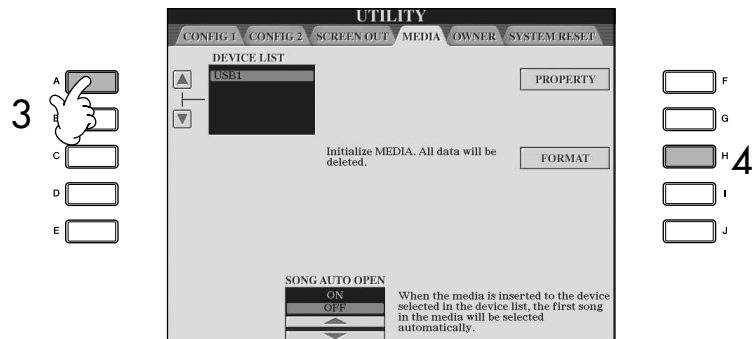 UTILITY
CONFIG 1 CONFIG 2 SCREEN OUT MEDIA OWNER SYSTEM RESET
DEVICE LIST
USB1
PROPERTY
Initialize MEDIA. All data will be
deleted.
FORMAT
SONG AUTO OPEN
ON
OFF
When the media is inserted to the device
selected in the device list, the first song
in the media will be selected
automatically.
3
A
B
C
D
E
F
G
H
4
I
J